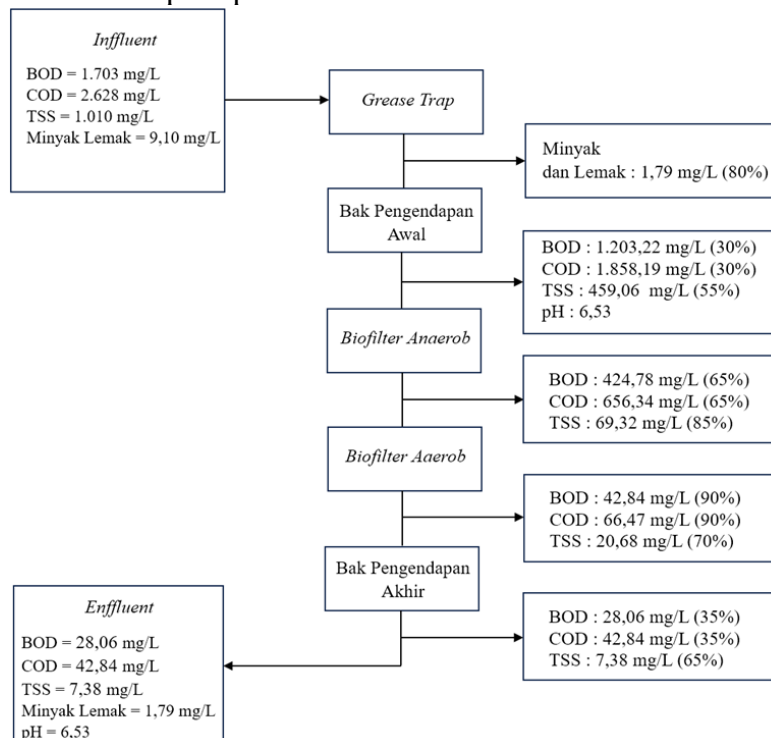 Inffluent
BOD = 1.703 mg/L
COD = 2.628 mg/L
TSS = 1.010 mg/L
Minyak Lemak = 9,10 mg/L
Grease Trap
Minyak
dan Lemak : 1,79 mg/L (80%)
Bak Pengendapan
Awal
BOD : 1.203,22 mg/L (30%)
COD : 1.858,19 mg/L (30%)
TSS : 459,06 mg/L (55%)
pH : 6,53
Biofilter Anaerob
BOD : 424,78 mg/L (65%)
COD : 656,34 mg/L (65%)
TSS : 69,32 mg/L (85%)
Biofilter Aaerob
BOD : 42,84 mg/L (90%)
COD : 66,47 mg/L (90%)
TSS : 20,68 mg/L (70%)
Bak Pengendapan
Akhir
BOD : 28,06 mg/L (35%)
COD : 42,84 mg/L (35%)
TSS : 7,38 mg/L (65%)
Enffluent
BOD = 28,06 mg/L
COD = 42,84 mg/L
TSS = 7,38 mg/L
Minyak Lemak = 1,79 mg/L
pH = 6,53